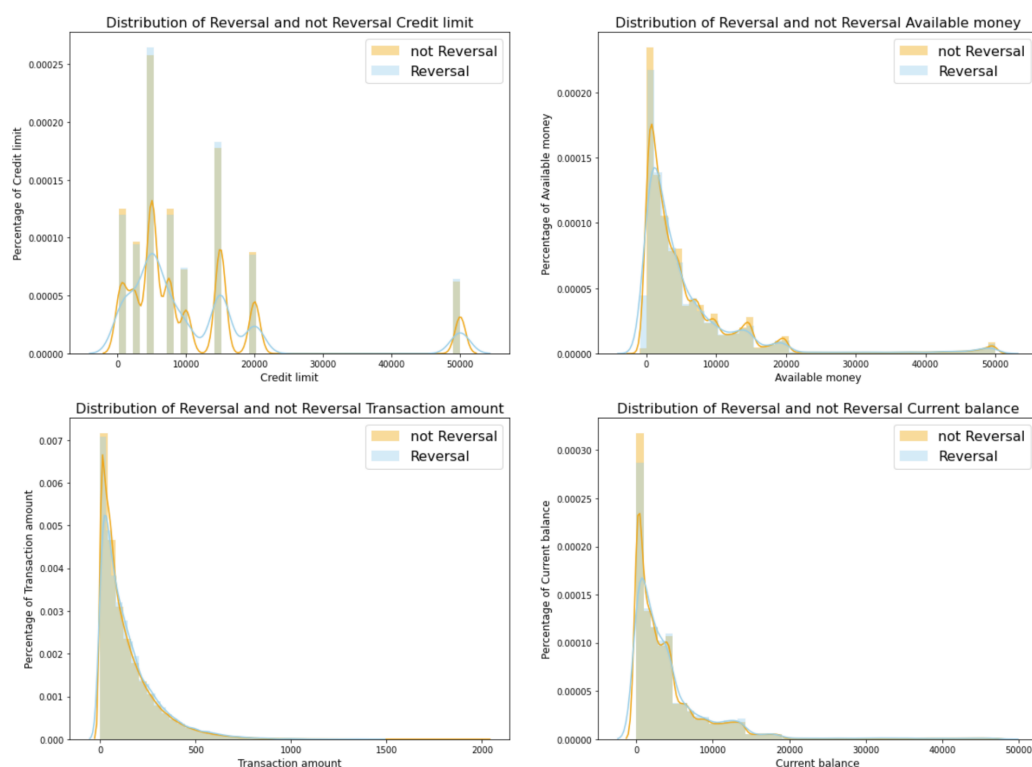 Distribution of Reversal and not Reversal Credit limit
not Reversal
Reversal
Percentage of Credit limit
0.00025
0.00020
0.00015
0.00010
0.00005
0.00000
0 10000 20000 30000 40000 50000
Credit limit
Distribution of Reversal and not Reversal Available money
not Reversal
Reversal
Percentage of Available money
0.00020
0.00015
0.00010
0.00005
0.00000
0 10000 20000 30000 40000 50000
Available money
Distribution of Reversal and not Reversal Transaction amount
not Reversal
Reversal
Percentage of Transaction amount
0.007
0.006
0.005
0.004
0.003
0.002
0.001
0.000
0 500 1000 1500 2000
Transaction amount
Distribution of Reversal and not Reversal Current balance
not Reversal
Reversal
Percentage of Current balance
0.00030
0.00025
0.00020
0.00015
0.00010
0.00005
0.00000
0 10000 20000 30000 40000 50000
Current balance